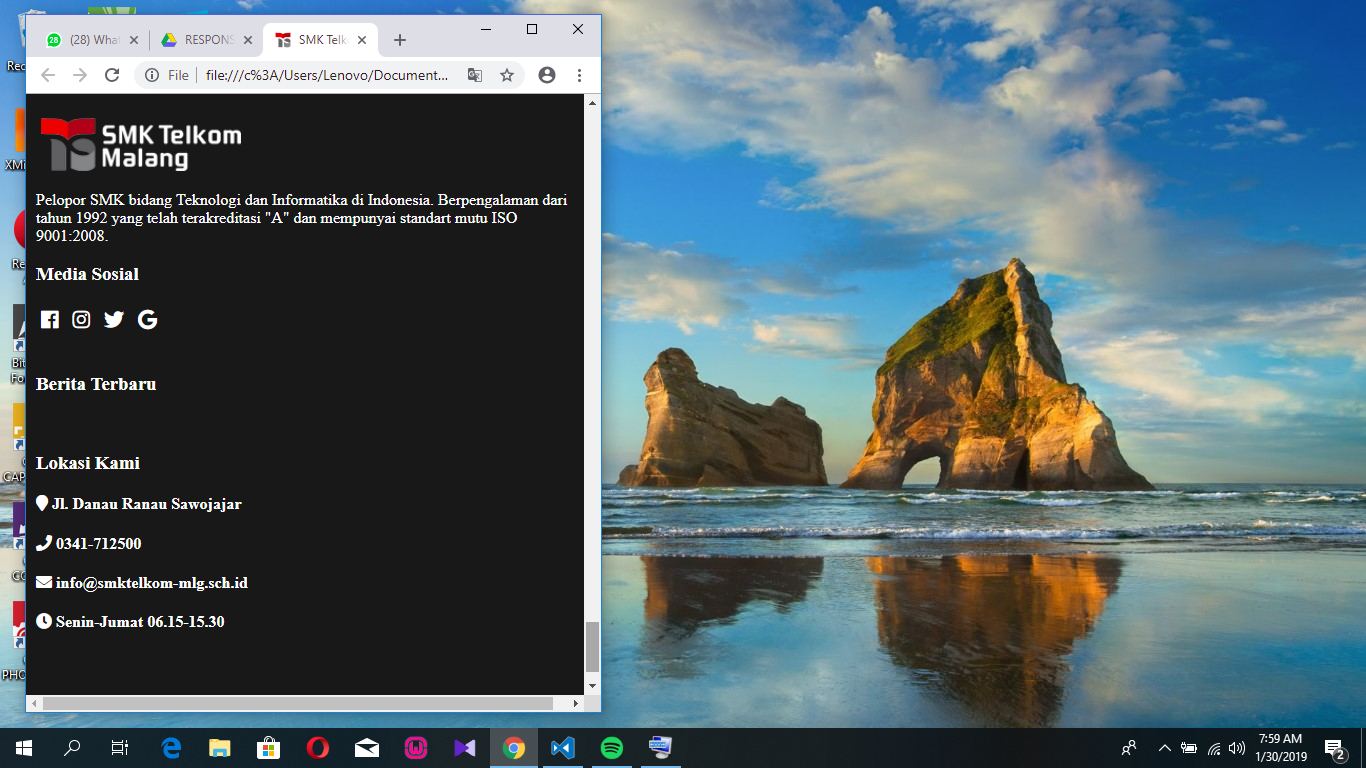 (28) What
RESPONS
SMK Telk
File
file:///c%3A/Users/Lenovo/Document...
SMK Telkom
Malang
Pelopor SMK bidang Teknologi dan Informatika di Indonesia. Berpengalaman dari
tahun 1992 yang telah terakreditasi "A" dan mempunyai standart mutu ISO
9001:2008.
Media Sosial
Berita Terbaru
Lokasi Kami
Jl. Danau Ranau Sawojajar
0341-712500
info@smktelkom-mlg.sch.id
Senin-Jumat 06.15-15.30
Rec
XMi
Re
Bit
Fo
CAP
CO
PHO
7:59 AM
1/30/2019
2